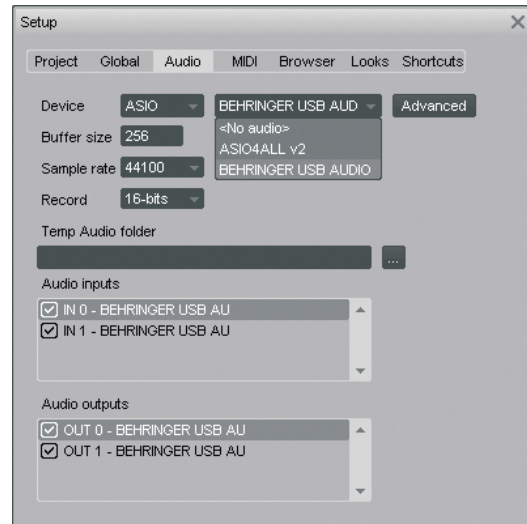 Setup
Project Global Audio MIDI Browser Looks Shortcuts
Device ASIO BEHRINGER USB AUD Advanced
<No audio>
ASIO4ALL v2
BEHRINGER USB AUDIO
Buffer size 256
Sample rate 44100
Record 16-bits
Temp Audio folder
...
Audio inputs
IN 0 - BEHRINGER USB AU
IN 1 - BEHRINGER USB AU
Audio outputs
OUT 0 - BEHRINGER USB AU
OUT 1 - BEHRINGER USB AU